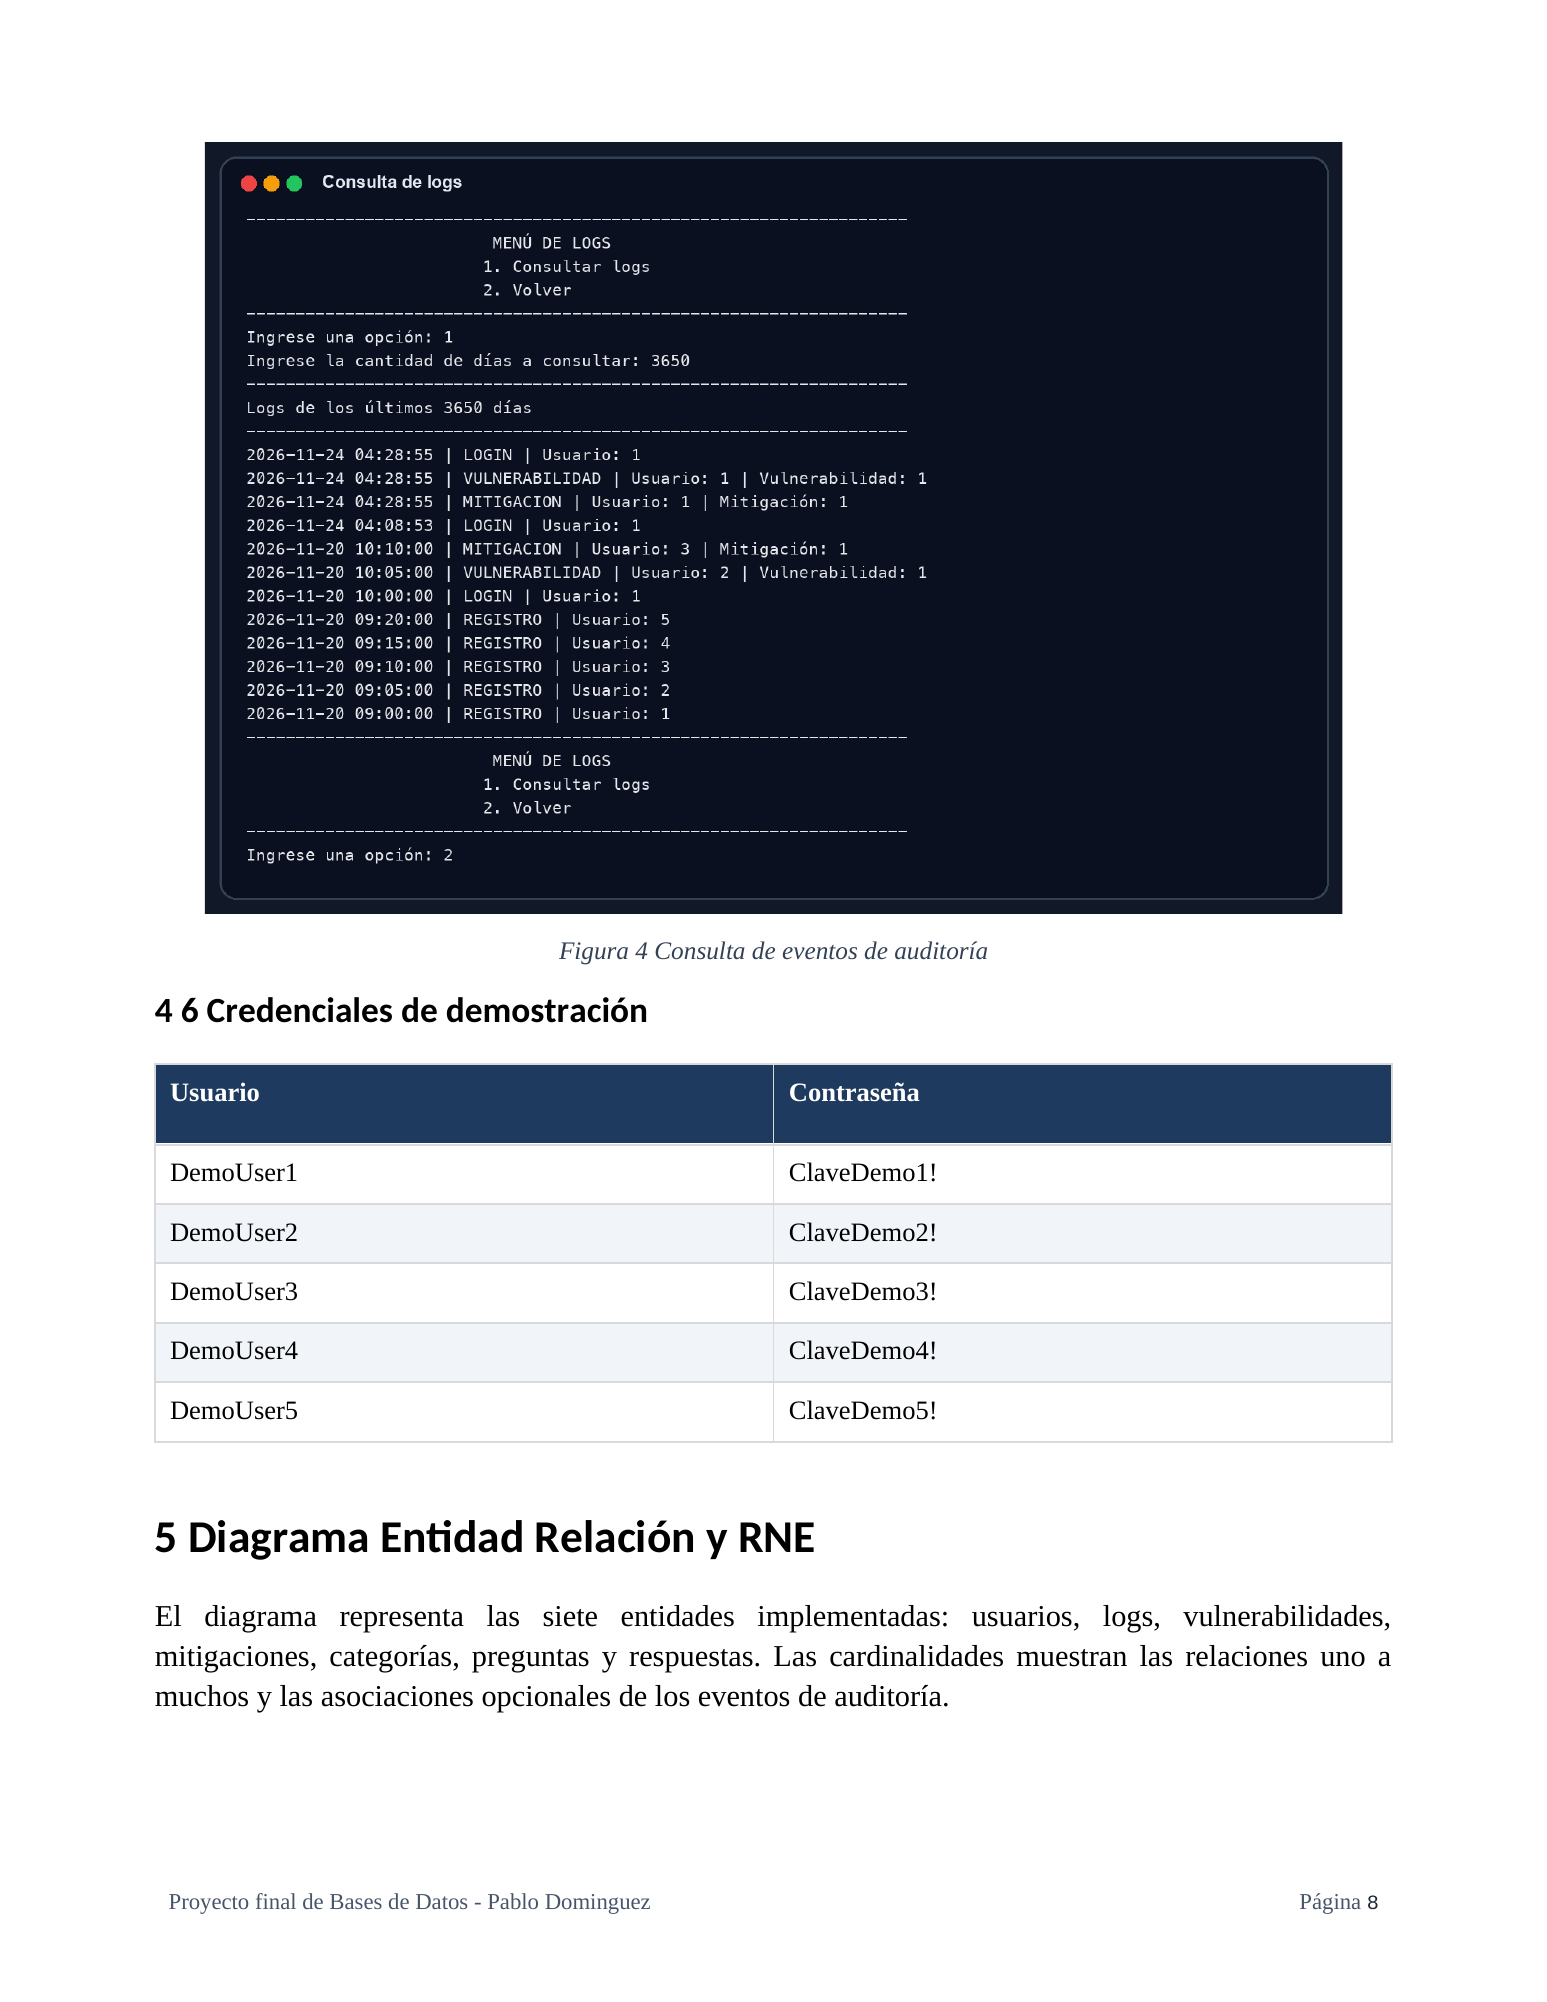 Consulta de logs
-------------------------------------------------------------------
MENÚ DE LOGS
1. Consultar logs
2. Volver
-------------------------------------------------------------------
Ingrese una opción: 1
Ingrese la cantidad de días a consultar: 3650
-------------------------------------------------------------------
Logs de los últimos 3650 días
-------------------------------------------------------------------
2026-11-24 04:28:55 | LOGIN | Usuario: 1
2026-11-24 04:28:55 | VULNERABILIDAD | Usuario: 1 | Vulnerabilidad: 1
2026-11-24 04:28:55 | MITIGACION | Usuario: 1 | Mitigación: 1
2026-11-24 04:08:53 | LOGIN | Usuario: 1
2026-11-20 10:10:00 | MITIGACION | Usuario: 3 | Mitigación: 1
2026-11-20 10:05:00 | VULNERABILIDAD | Usuario: 2 | Vulnerabilidad: 1
2026-11-20 10:00:00 | LOGIN | Usuario: 1
2026-11-20 09:20:00 | REGISTRO | Usuario: 5
2026-11-20 09:15:00 | REGISTRO | Usuario: 4
2026-11-20 09:10:00 | REGISTRO | Usuario: 3
2026-11-20 09:05:00 | REGISTRO | Usuario: 2
2026-11-20 09:00:00 | REGISTRO | Usuario: 1
-------------------------------------------------------------------
MENÚ DE LOGS
1. Consultar logs
2. Volver
-------------------------------------------------------------------
Ingrese una opción: 2
Figura 4 Consulta de eventos de auditoría
4 6 Credenciales de demostración
Usuario Contraseña
DemoUser1 ClaveDemo1!
DemoUser2 ClaveDemo2!
DemoUser3 ClaveDemo3!
DemoUser4 ClaveDemo4!
DemoUser5 ClaveDemo5!
5 Diagrama Entidad Relación y RNE
El diagrama representa las siete entidades implementadas: usuarios, logs, vulnerabilidades,
mitigaciones, categorías, preguntas y respuestas. Las cardinalidades muestran las relaciones uno a
muchos y las asociaciones opcionales de los eventos de auditoría.
Proyecto final de Bases de Datos - Pablo Dominguez Página 8